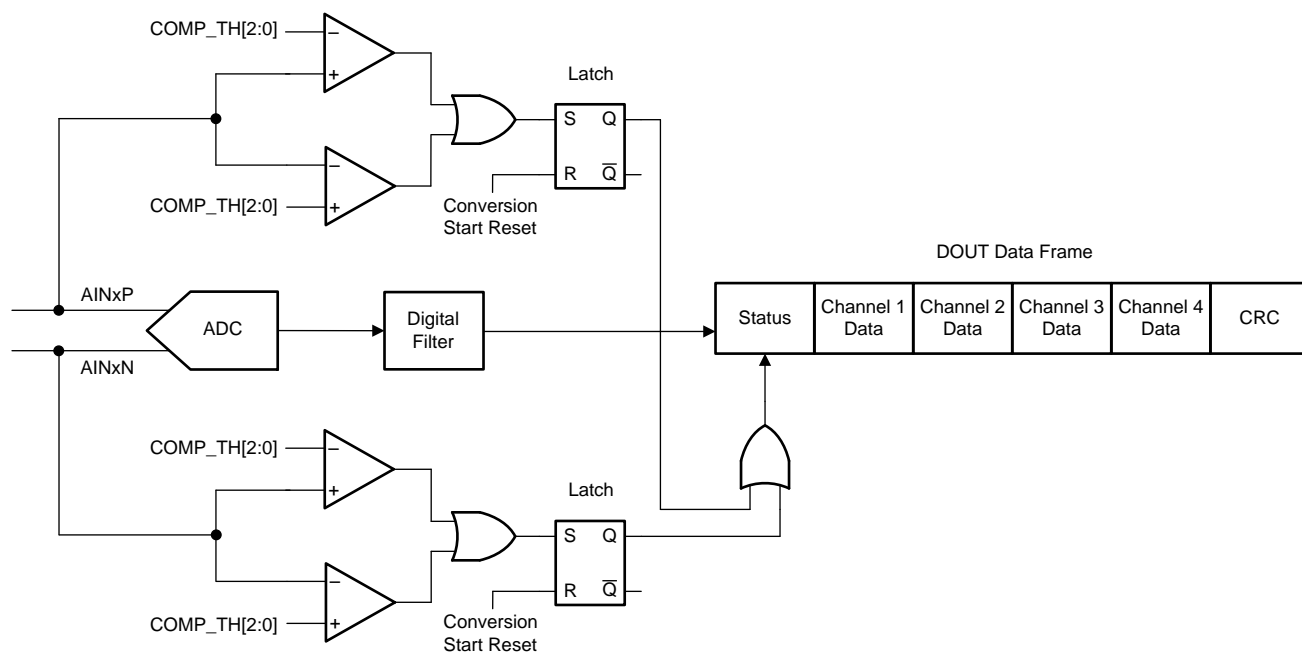 COMP_TH[2:0]
−
+
Latch
S
Q
−
+
R
Q̅
COMP_TH[2:0]
Conversion
Start Reset
DOUT Data Frame
AINxP
ADC
Digital
Filter
Status
Channel 1
Data
Channel 2
Data
Channel 3
Data
Channel 4
Data
CRC
AINxN
COMP_TH[2:0]
−
+
Latch
S
Q
−
+
R
Q̅
COMP_TH[2:0]
Conversion
Start Reset